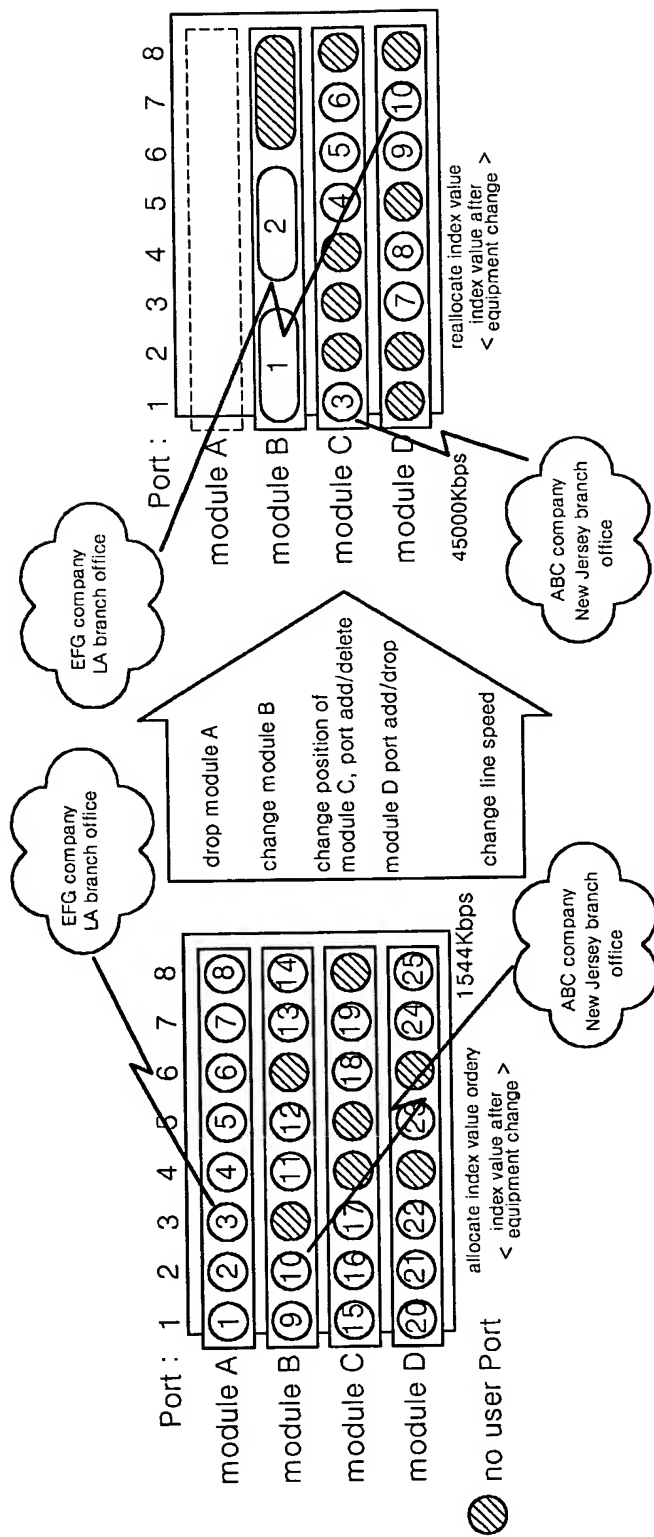 EFG company
LA branch office
Port : 1 2 3 4 5 6 7 8
module A 1 2 3 4 5 6 7 8
module B 9 10 11 12 13 14
module C 15 16 17 18 19
module D 20 21 22 23 24 25
allocate index value ordery
index value after
< equipment change >
1544Kbps
no user Port
ABC company
New Jersey branch
office
drop module A
change module B
change position of
module C, port add/delete
module D port add/drop
change line speed
EFG company
LA branch office
Port : 1 2 3 4 5 6 7 8
module A
module B 1 2
module C 3 4 5 6
module D 7 8 9 10
45000Kbps
reallocate index value
index value after
< equipment change >
ABC company
New Jersey branch
office